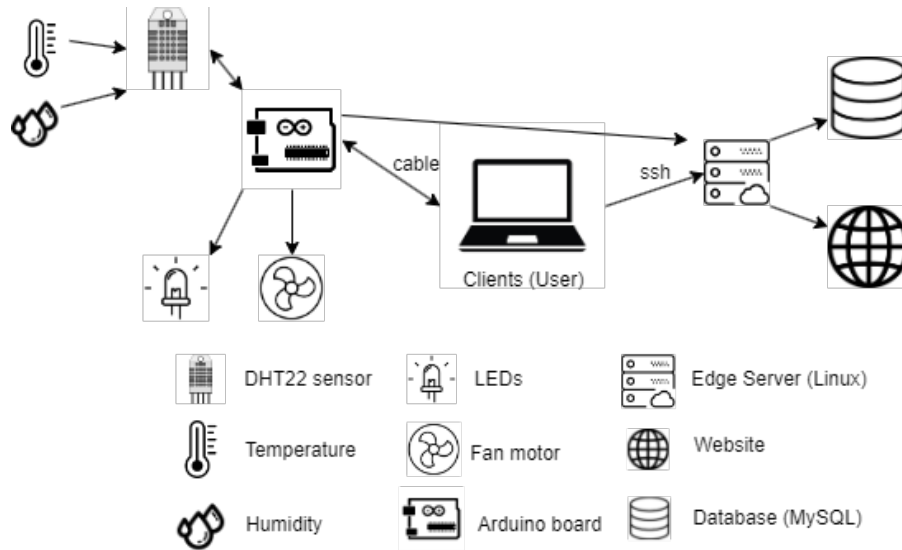 cable
ssh
Clients (User)
DHT22 sensor
LEDs
Edge Server (Linux)
Temperature
Fan motor
Website
Humidity
Arduino board
Database (MySQL)